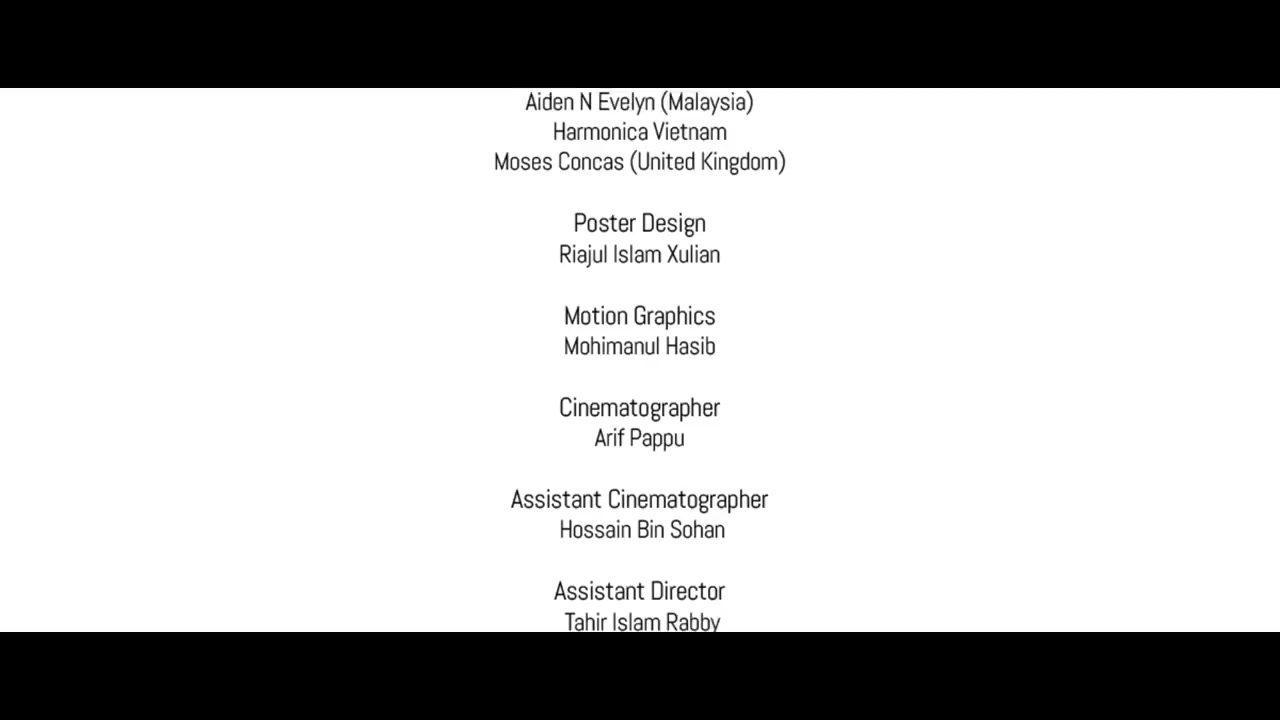 Aiden N Evelyn (Malaysia)
Harmonica Vietnam
Moses Concas (United Kingdom)
Poster Design
Riajul Islam Xulian
Motion Graphics
Mohimanul Hasib
Cinematographer
Arif Pappu
Assistant Cinematographer
Hossain Bin Sohan
Assistant Director
Tahir Islam Rabby